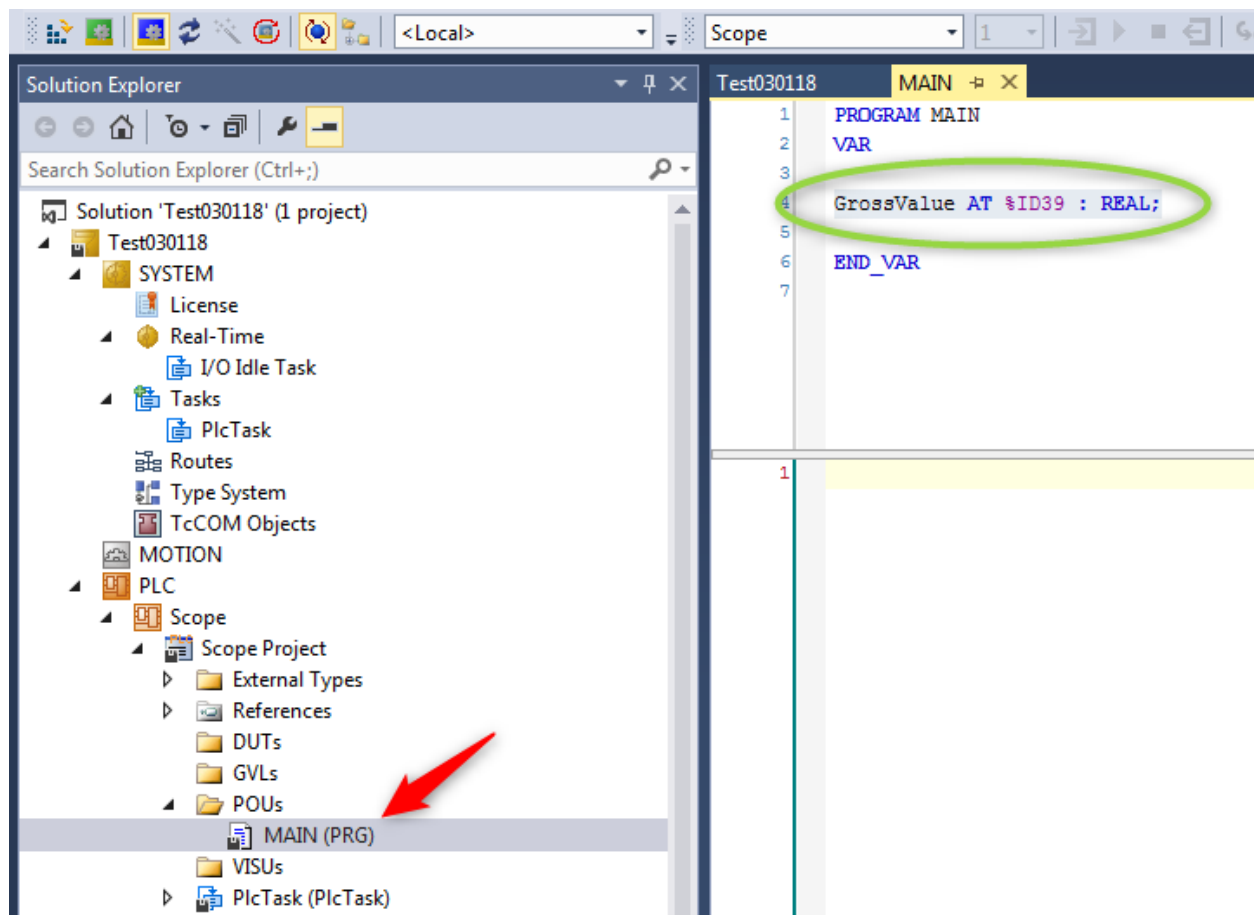 <Local>
Scope
1
Solution Explorer
Search Solution Explorer (Ctrl+;)
Solution 'Test030118' (1 project)
Test030118
SYSTEM
License
Real-Time
I/O Idle Task
Tasks
PlcTask
Routes
Type System
TcCOM Objects
MOTION
PLC
Scope
Scope Project
External Types
References
DUTs
GVLs
POUs
MAIN (PRG)
VISUs
PlcTask (PlcTask)
Test030118 MAIN
1 PROGRAM MAIN
2 VAR
3
4 GrossValue AT %ID39 : REAL;
5
6 END_VAR
7
1